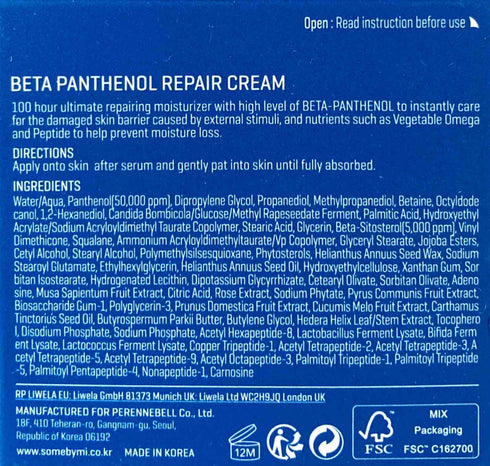 Open : Read instruction before use
BETA PANTHENOL REPAIR CREAM
100 hour ultimate repairing moisturizer with high level of BETA-PANTHENOL to instantly care
for the damaged skin barrier caused by external stimuli, and nutrients such as Vegetable Omega
and Peptide to help prevent moisture loss.
DIRECTIONS
Apply onto skin after serum and gently pat into skin until fully absorbed.
INGREDIENTS
Water/Aqua, Panthenol(50,000 ppm), Dipropylene Glycol, Propanediol, Methylpropanediol, Betaine, Octyldode
canol, 1,2-Hexanediol, Candida Bombicola/Glucose/Methyl Rapeseedate Ferment, Palmitic Acid, Hydroxyethyl
Acrylate/Sodium Acryloyldimethyl Taurate Copolymer, Stearic Acid, Glycerin, Beta-Sitosterol(5,000 ppm), Vinyl
Dimethicone, Squalane, Ammonium Acryloyldimethyltaurate/Vp Copolymer, Glyceryl Stearate, Jojoba Esters,
Cetyl Alcohol, Stearyl Alcohol, Polymethylsilsesquioxane, Phytosterols, Helianthus Annuus Seed Wax, Sodium
Stearoyl Glutamate, Ethylhexylglycerin, Helianthus Annuus Seed Oil, Hydroxyethylcellulose, Xanthan Gum, Sor
bitan Isostearate, Hydrogenated Lecithin, Dipotassium Glycyrrhizate, Cetearyl Olivate, Sorbitan Olivate, Adeno
sine, Musa Sapientum Fruit Extract, Citric Acid, Rose Extract, Sodium Phytate, Pyrus Communis Fruit Extract,
Biosaccharide Gum-1, Polyglycerin-3, Prunus Domestica Fruit Extract, Cucumis Melo Fruit Extract, Carthamus
Tinctorius Seed Oil, Butyrospermum Parkii Butter, Butylene Glycol, Hedera Helix Leaf/Stem Extract, Tocophero
l, Disodium Phosphate, Sodium Phosphate, Acetyl Hexapeptide-8, Lactobacillus Ferment Lysate, Bifida Ferm
ent Lysate, Lactococcus Ferment Lysate, Copper Tripeptide-1, Acetyl Tetrapeptide-2, Acetyl Tetrapeptide-3, A
cetyl Tetrapeptide-5, Acetyl Tetrapeptide-9, Acetyl Octapeptide-3, Palmitoyl Tripeptide-1, Palmitoyl Tripeptide
-5, Palmitoyl Pentapeptide-4, Nonapeptide-1, Carnosine
RP LIWELA EU: Liwela GmbH 81373 Munich UK: Liwela Ltd WC2H9JQ London UK
MANUFACTURED FOR PERENNEBELL Co., Ltd.
18F, 410 Teheran-ro, Gangnam-gu, Seoul,
Republic of Korea 06192
www.somebymi.com MADE IN KOREA
12M
FSC
MIX
Packaging
FSC™ C162700